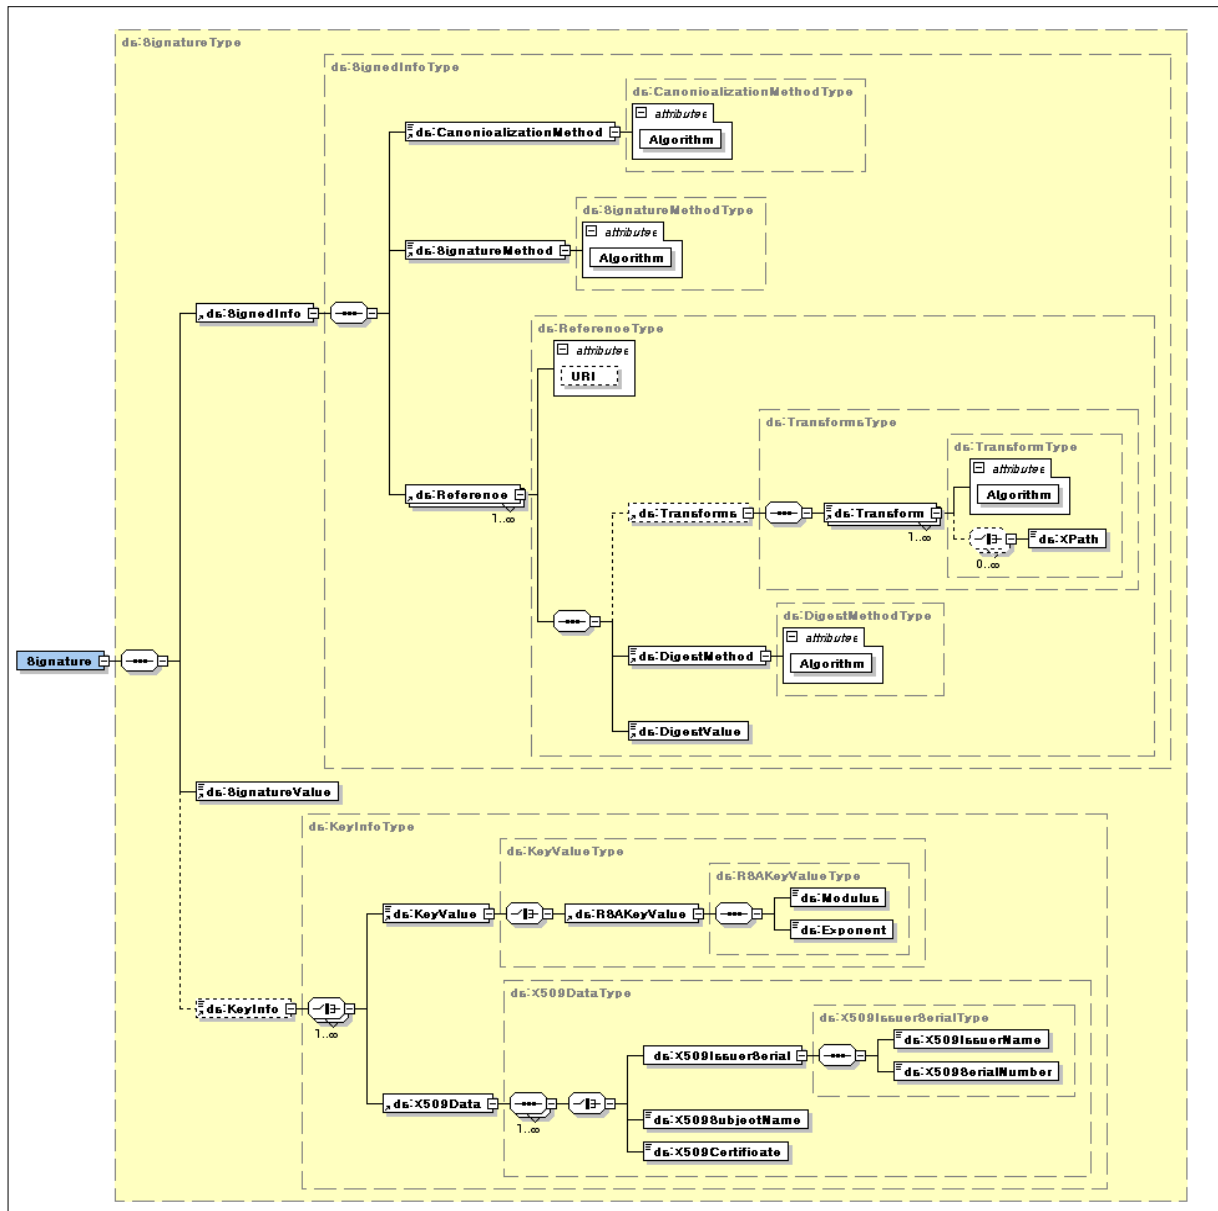 ds:SignatureType
ds:SignedInfoType
ds:CanonicalizationMethodType
attributes
ds:CanonicalizationMethod
Algorithm
ds:SignatureMethodType
attributes
ds:SignatureMethod
Algorithm
ds:SignedInfo
ds:ReferenceType
attributes
URI
ds:TransformsType
ds:TransformType
attributes
Algorithm
ds:Reference
1..∞
ds:Transforms
ds:Transform
1..∞
ds:XPath
0..∞
ds:DigestMethodType
attributes
ds:DigestMethod
Algorithm
Signature
ds:DigestValue
ds:SignatureValue
ds:KeyInfoType
ds:KeyValueType
ds:RSAKeyValueType
ds:Modulus
ds:KeyValue
ds:RSAKeyValue
ds:Exponent
ds:X509DataType
ds:KeyInfo
1..∞
ds:X509IssuerSerialType
ds:X509IssuerName
ds:X509IssuerSerial
ds:X509SerialNumber
ds:X509Data
1..∞
ds:X509SubjectName
ds:X509Certificate